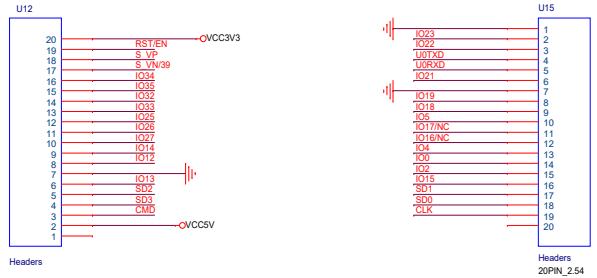 U12
20
VCC3V3
19
RST/EN
18
S_VP
17
S_VN/39
16
IO34
15
IO35
14
IO32
13
IO33
12
IO25
11
IO26
10
IO27
9
IO14
8
IO12
7
6
IO13
5
SD2
4
SD3
3
CMD
2
VCC5V
1
Headers
U15
1
IO23
2
IO22
3
U0TXD
4
U0RXD
5
IO21
6
7
IO19
8
IO18
9
IO5
10
IO17/NC
11
IO16/NC
12
IO4
13
IO0
14
IO2
15
IO15
16
SD1
17
SD0
18
CLK
19
20
Headers
20PIN_2.54